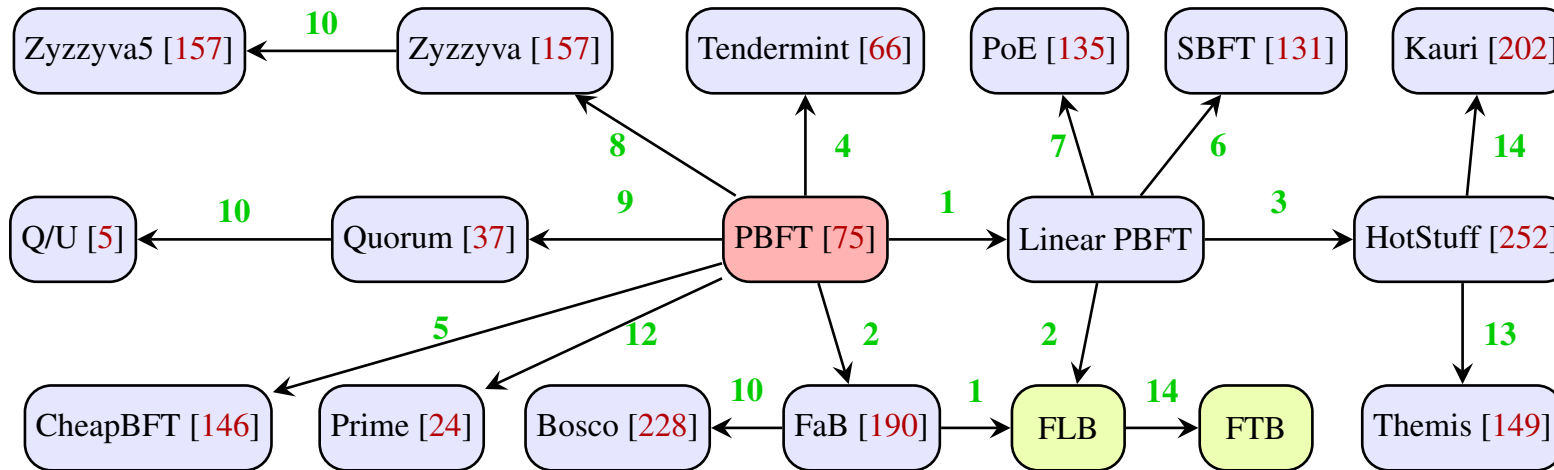 10
Zyzzyva5 [157] Zyzzyva [157] Tendermint [66] PoE [135] SBFT [131] Kauri [202]
8 4 7 6 14
10 9 1 3
Q/U [5] Quorum [37] PBFT [75] Linear PBFT HotStuff [252]
5 12 2 2 13
10 1 14
CheapBFT [146] Prime [24] Bosco [228] FaB [190] FLB FTB Themis [149]